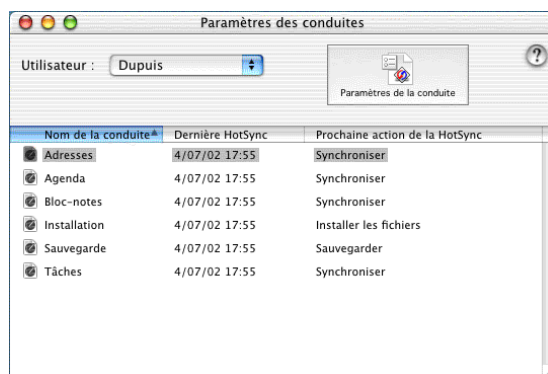 Paramètres des conduites
Utilisateur : Dupuis
Paramètres de la conduite
?
Nom de la conduite Dernière HotSync Prochaine action de la HotSync
Adresses 4/07/02 17:55 Synchroniser
Agenda 4/07/02 17:55 Synchroniser
Bloc-notes 4/07/02 17:55 Synchroniser
Installation 4/07/02 17:55 Installer les fichiers
Sauvegarde 4/07/02 17:55 Sauvegarder
Tâches 4/07/02 17:55 Synchroniser